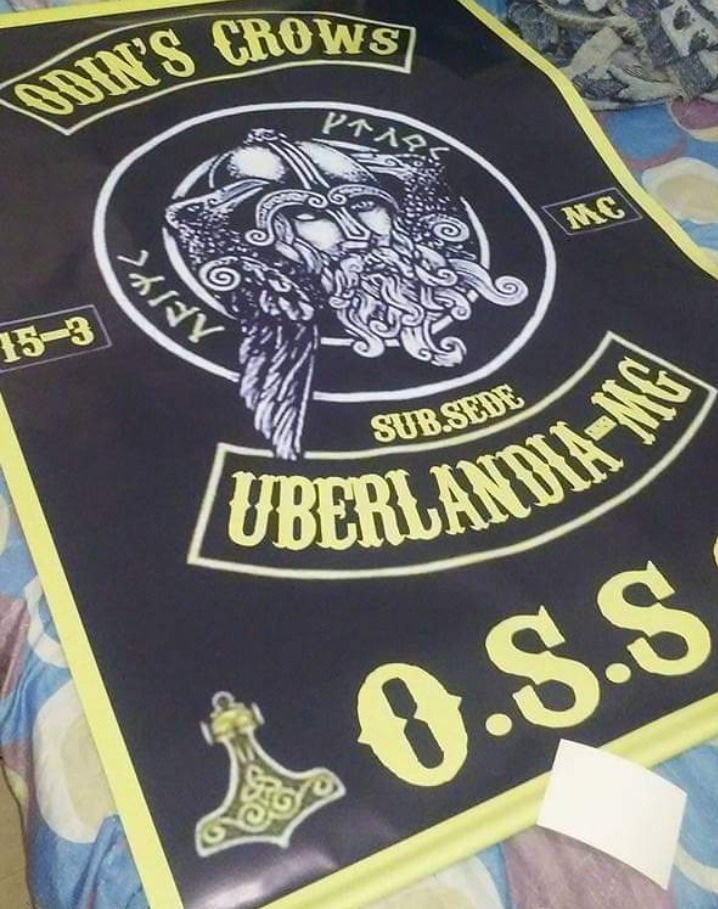 ODIN'S CROWS
MC
15-3
SUB.SEDE
UBERLANDIA-MG
O.S.S